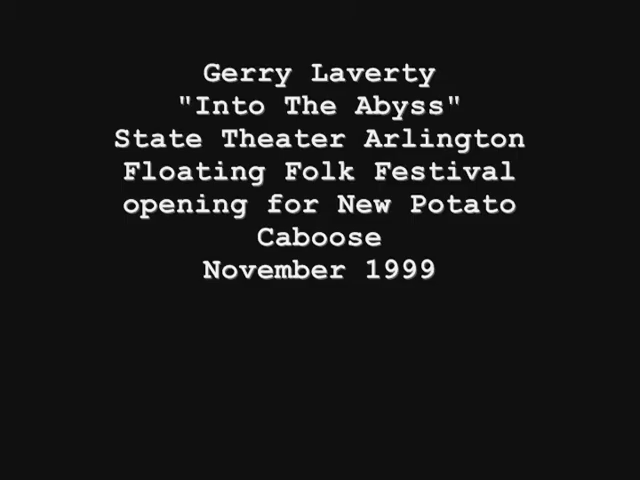 Gerry Laverty
"Into The Abyss"
State Theater Arlington
Floating Folk Festival
opening for New Potato
Caboose
November 1999